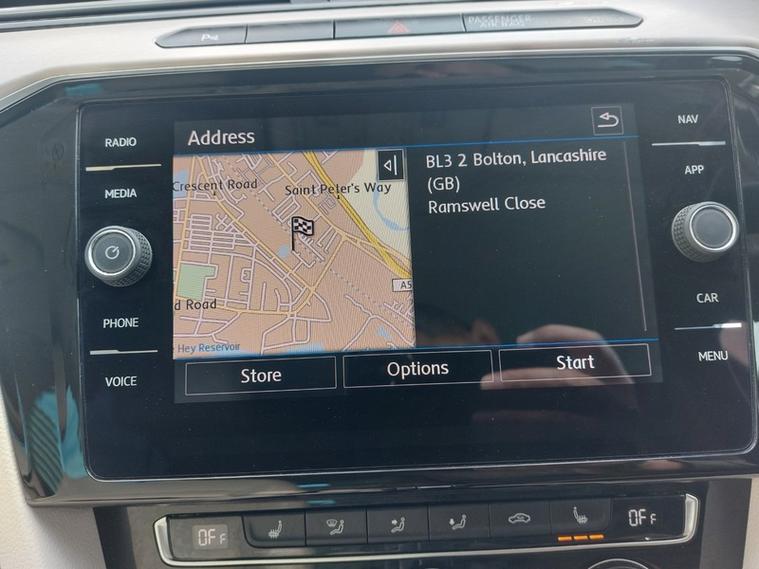 PASSENGER
AIR BAG
RADIO
MEDIA
PHONE
VOICE
Address
Crescent Road
Saint Peter's Way
A5
d Road
Hey Reservoir
BL3 2 Bolton, Lancashire
(GB)
Ramswell Close
Store
Options
Start
NAV
APP
CAR
MENU
OFF
OFF